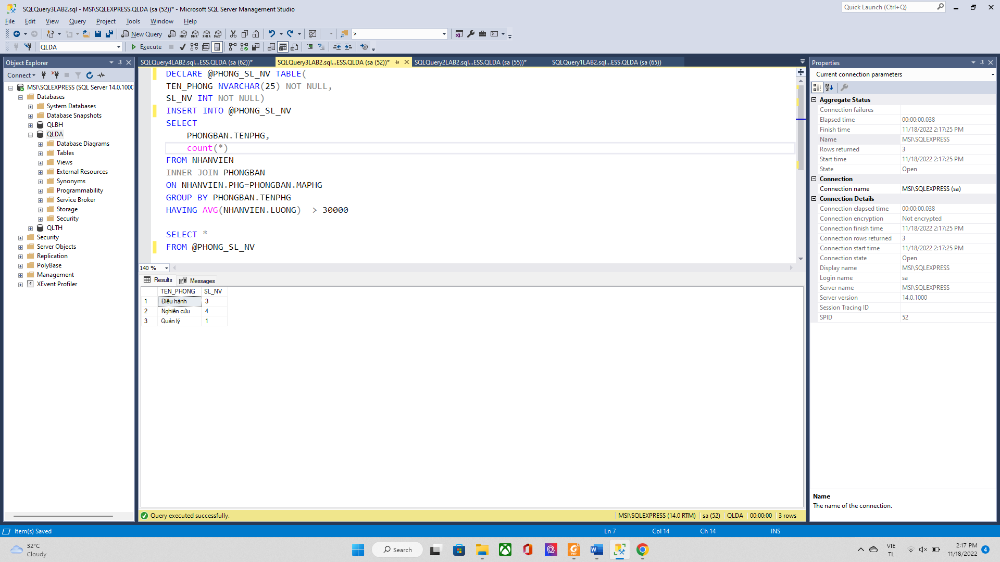 SQLQuery3LAB2.sql - MSI\SQLEXPRESS.QLDA (sa (52))* - Microsoft SQL Server Management Studio
Quick Launch (Ctrl+Q)
File Edit View Query Project Tools Window Help
New Query
MDX DMX XMLA DAX
>
QLDA
Execute
Object Explorer
Connect
MSI\SQLEXPRESS (SQL Server 14.0.1000
Databases
System Databases
Database Snapshots
QLBH
QLDA
Database Diagrams
Tables
Views
External Resources
Synonyms
Programmability
Service Broker
Storage
Security
QLTH
Security
Server Objects
Replication
PolyBase
Management
XEvent Profiler
SQLQuery4LAB2.sql...ESS.QLDA (sa (62))*
SQLQuery3LAB2.sql...ESS.QLDA (sa (52))*
SQLQuery2LAB2.sql...ESS.QLDA (sa (55))*
SQLQuery1LAB2.sql...ESS.QLDA (sa (65))
DECLARE @PHONG_SL_NV TABLE(
TEN_PHONG NVARCHAR(25) NOT NULL,
SL_NV INT NOT NULL)
INSERT INTO @PHONG_SL_NV
SELECT
PHONGBAN.TENPHG,
count(*)
FROM NHANVIEN
INNER JOIN PHONGBAN
ON NHANVIEN.PHG=PHONGBAN.MAPHG
GROUP BY PHONGBAN.TENPHG
HAVING AVG(NHANVIEN.LUONG) > 30000
SELECT *
FROM @PHONG_SL_NV
140 %
Results Messages
TEN_PHONG SL_NV
1 Điều hành 3
2 Nghiên cứu 4
3 Quản lý 1
Query executed successfully.
MSI\SQLEXPRESS (14.0 RTM) sa (52) QLDA 00:00:00 3 rows
Properties
Current connection parameters
Aggregate Status
Connection failures
Elapsed time 00:00:00.038
Finish time 11/18/2022 2:17:25 PM
Name MSI\SQLEXPRESS
Rows returned 3
Start time 11/18/2022 2:17:25 PM
State Open
Connection
Connection name MSI\SQLEXPRESS (sa)
Connection Details
Connection elapsed time 00:00:00.038
Connection encryption Not encrypted
Connection finish time 11/18/2022 2:17:25 PM
Connection rows returned 3
Connection start time 11/18/2022 2:17:25 PM
Connection state Open
Display name MSI\SQLEXPRESS
Login name sa
Server name MSI\SQLEXPRESS
Server version 14.0.1000
Session Tracing ID
SPID 52
Name
The name of the connection.
Item(s) Saved
Ln 7 Col 14 Ch 14 INS
32°C
Cloudy
Search
VIE
TL
2:17 PM
11/18/2022
4